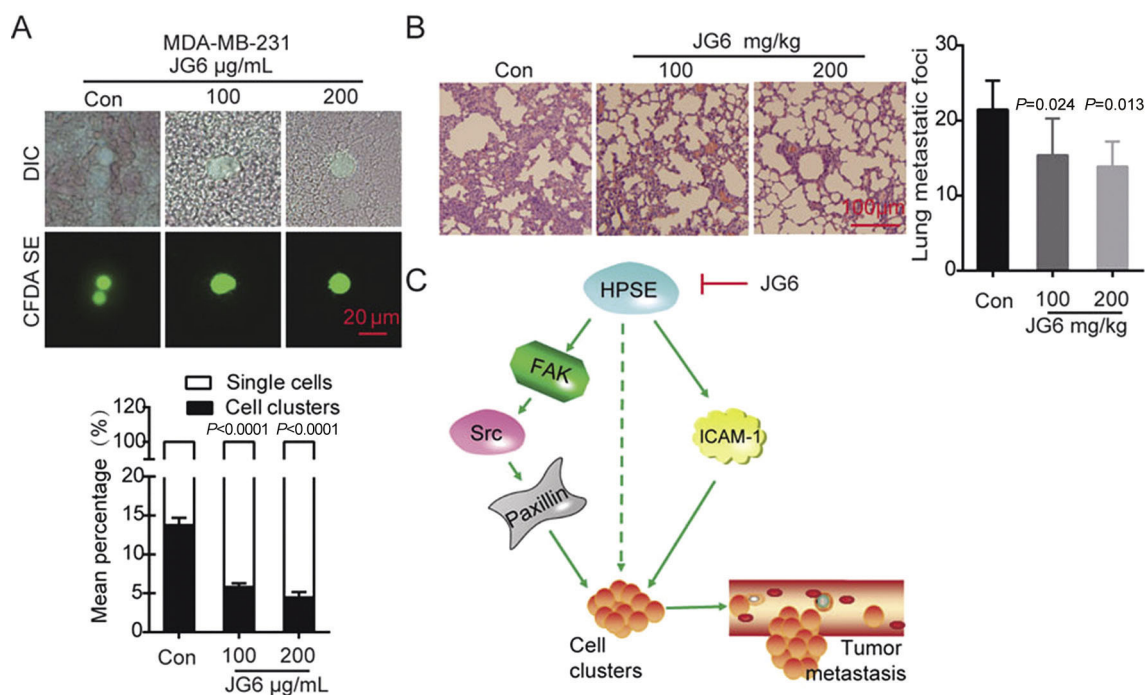 A
MDA-MB-231
JG6 µg/mL
Con 100 200
DIC
CFDA SE
20 µm
Single cells
Cell clusters
Mean percentage (%)
120
100
80
20
15
10
5
0
P<0.0001 P<0.0001
Con 100 200
JG6 µg/mL
B
JG6 mg/kg
Con 100 200
100µm
Lung metastatic foci
30
20
10
0
P=0.024 P=0.013
Con 100 200
JG6 mg/kg
C
HPSE
JG6
FAK
Src
Paxillin
ICAM-1
Cell
clusters
Tumor
metastasis